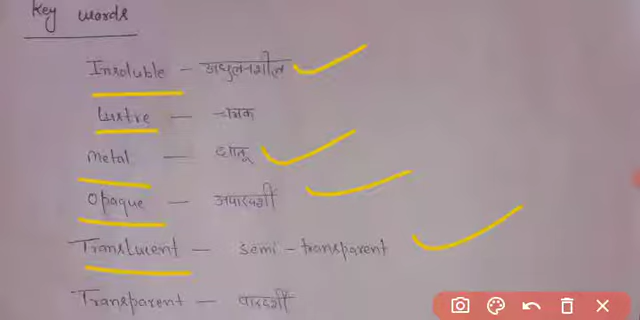 Key words
Insoluble - अघुलनशील
Lustre - चमक
metal - धातू
Opaque - अपारदर्शी
Translucent - semi-transparent
Transparent - पारदर्शी